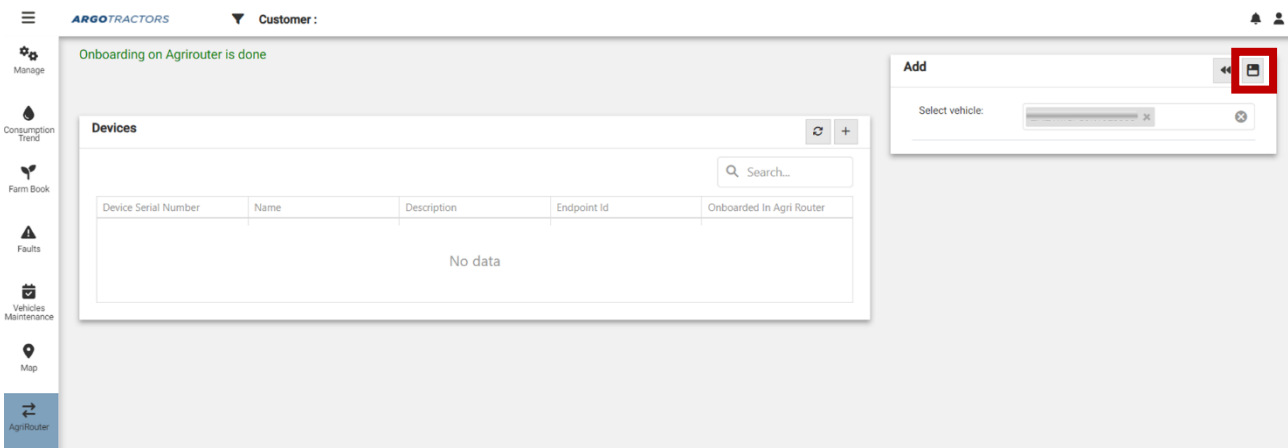 ARGOTRACTORS
Customer :
Manage
Consumption
Trend
Farm Book
Faults
Vehicles
Maintenance
Map
AgriRouter
Onboarding on Agrirouter is done
Devices
Search...
Device Serial Number Name Description Endpoint Id Onboarded In Agri Router
No data
Add
Select vehicle: